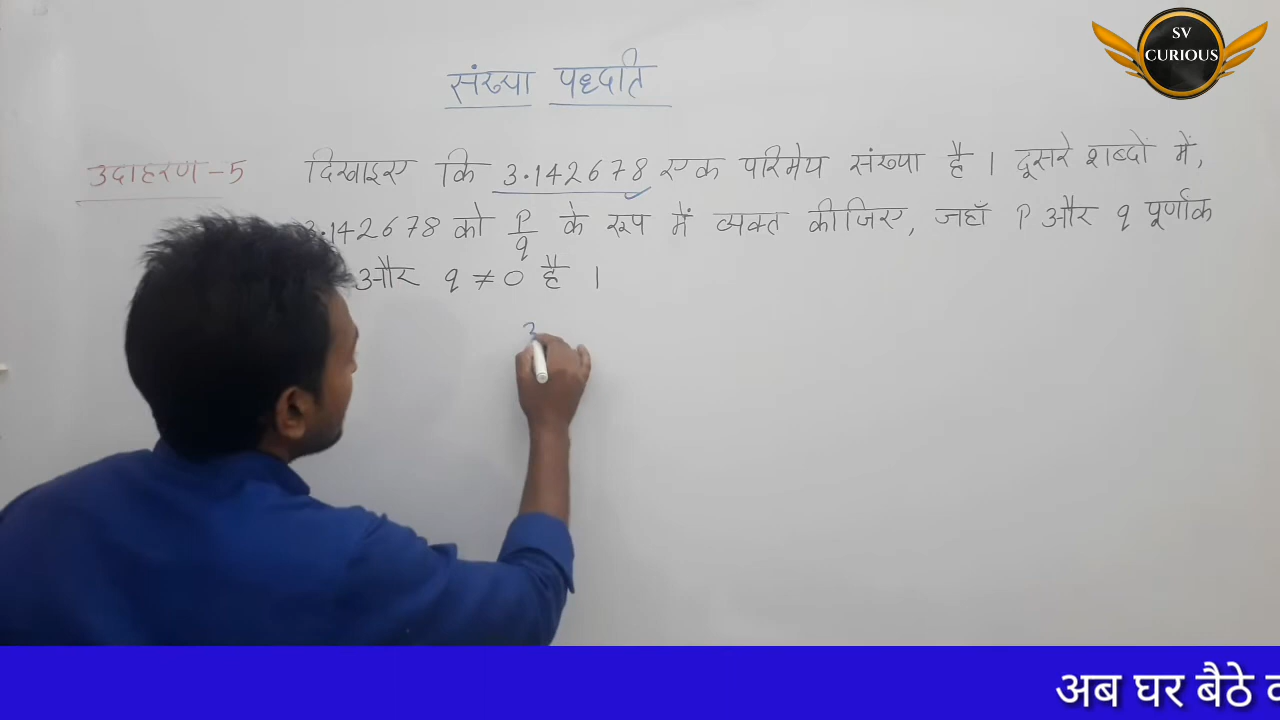 SV
CURIOUS
संख्या पद्धति
उदाहरण-5 दिखाइए कि 3.142678 एक परिमेय संख्या है। दूसरे शब्दों में,
3.142678 को P/q के रूप में व्यक्त कीजिए, जहाँ P और q पूर्णांक
और q ≠ 0 है।
3
अब घर बैठे